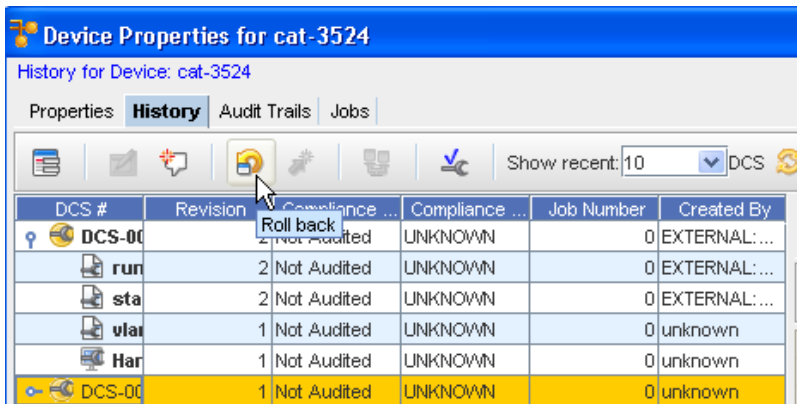 Device Properties for cat-3524
History for Device: cat-3524
Properties History Audit Trails Jobs
Show recent: 10 DCS
DCS # Revision Compliance ... Compliance ... Job Number Created By
Roll back
DCS-00 2 Not Audited UNKNOWN 0 EXTERNAL:...
run 2 Not Audited UNKNOWN 0 EXTERNAL:...
sta 2 Not Audited UNKNOWN 0 EXTERNAL:...
vlan 1 Not Audited UNKNOWN 0 unknown
Har 1 Not Audited UNKNOWN 0 unknown
DCS-00 1 Not Audited UNKNOWN 0 unknown